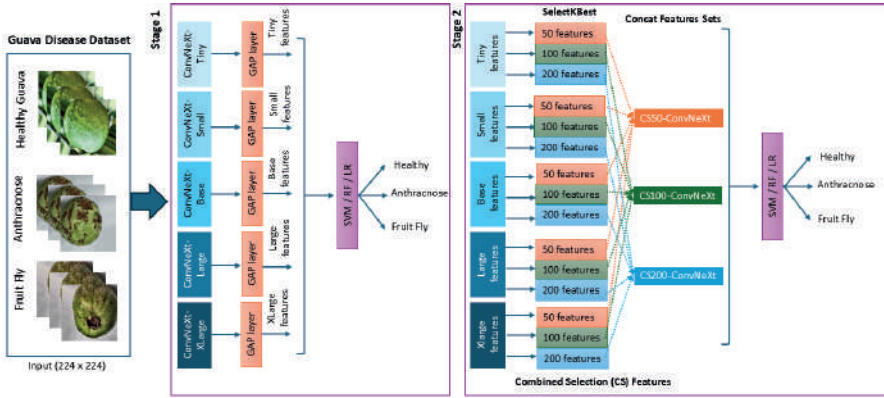 Guava Disease Dataset
Healthy Guava
Anthracnose
Fruit Fly
Input (224 x 224)
Stage 1
ConvNeXt-
Tiny
GAP layer
Tiny
features
ConvNeXt-
Small
GAP layer
Small
features
ConvNeXt-
Base
GAP layer
Base
features
ConvNeXt-
Large
GAP layer
Large
features
ConvNeXt-
XLarge
GAP layer
XLarge
features
SVM / RF / LR
Healthy
Anthracnose
Fruit Fly
Stage 2
SelectKBest
Concat Features Sets
Tiny
features
50 features
100 features
200 features
Small
features
50 features
100 features
200 features
Base
features
50 features
100 features
200 features
Large
features
50 features
100 features
200 features
Xlarge
features
50 features
100 features
200 features
CS50-ConvNeXt
CS100-ConvNeXt
CS200-ConvNeXt
SVM / RF / LR
Healthy
Anthracnose
Fruit Fly
Combined Selection (CS) Features